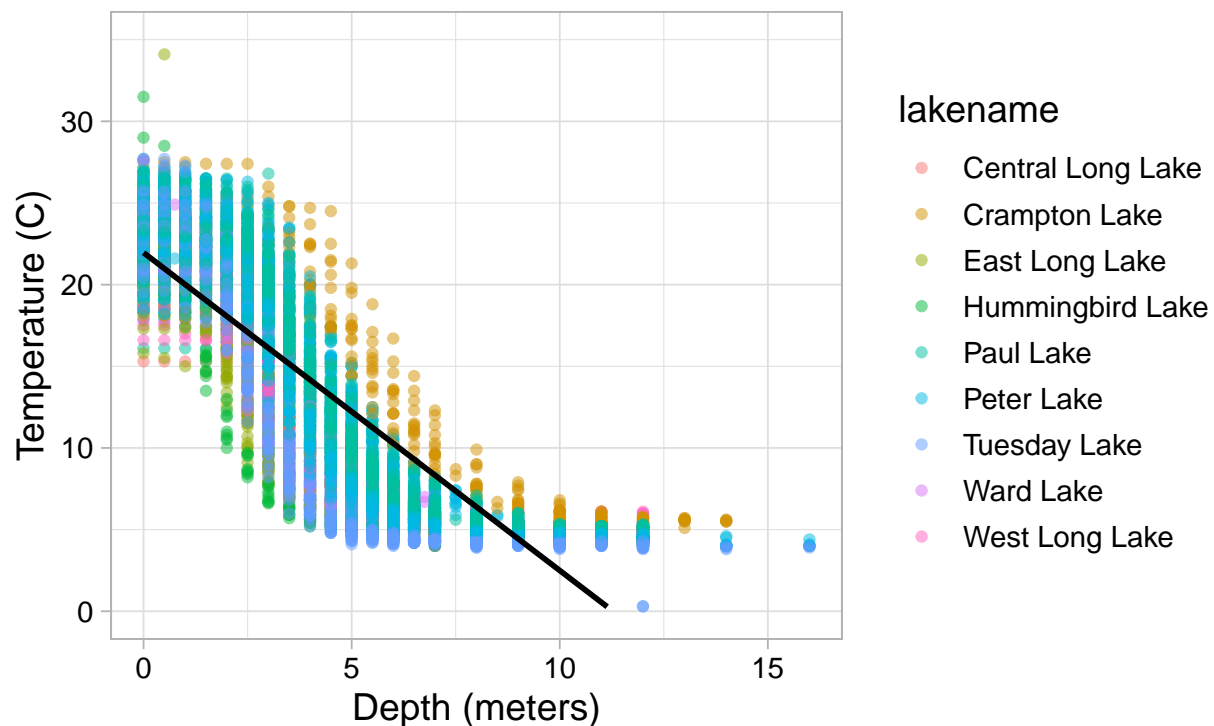 30
20
10
0
0 5 10 15
Temperature (C)
Depth (meters)
lakename
Central Long Lake
Crampton Lake
East Long Lake
Hummingbird Lake
Paul Lake
Peter Lake
Tuesday Lake
Ward Lake
West Long Lake